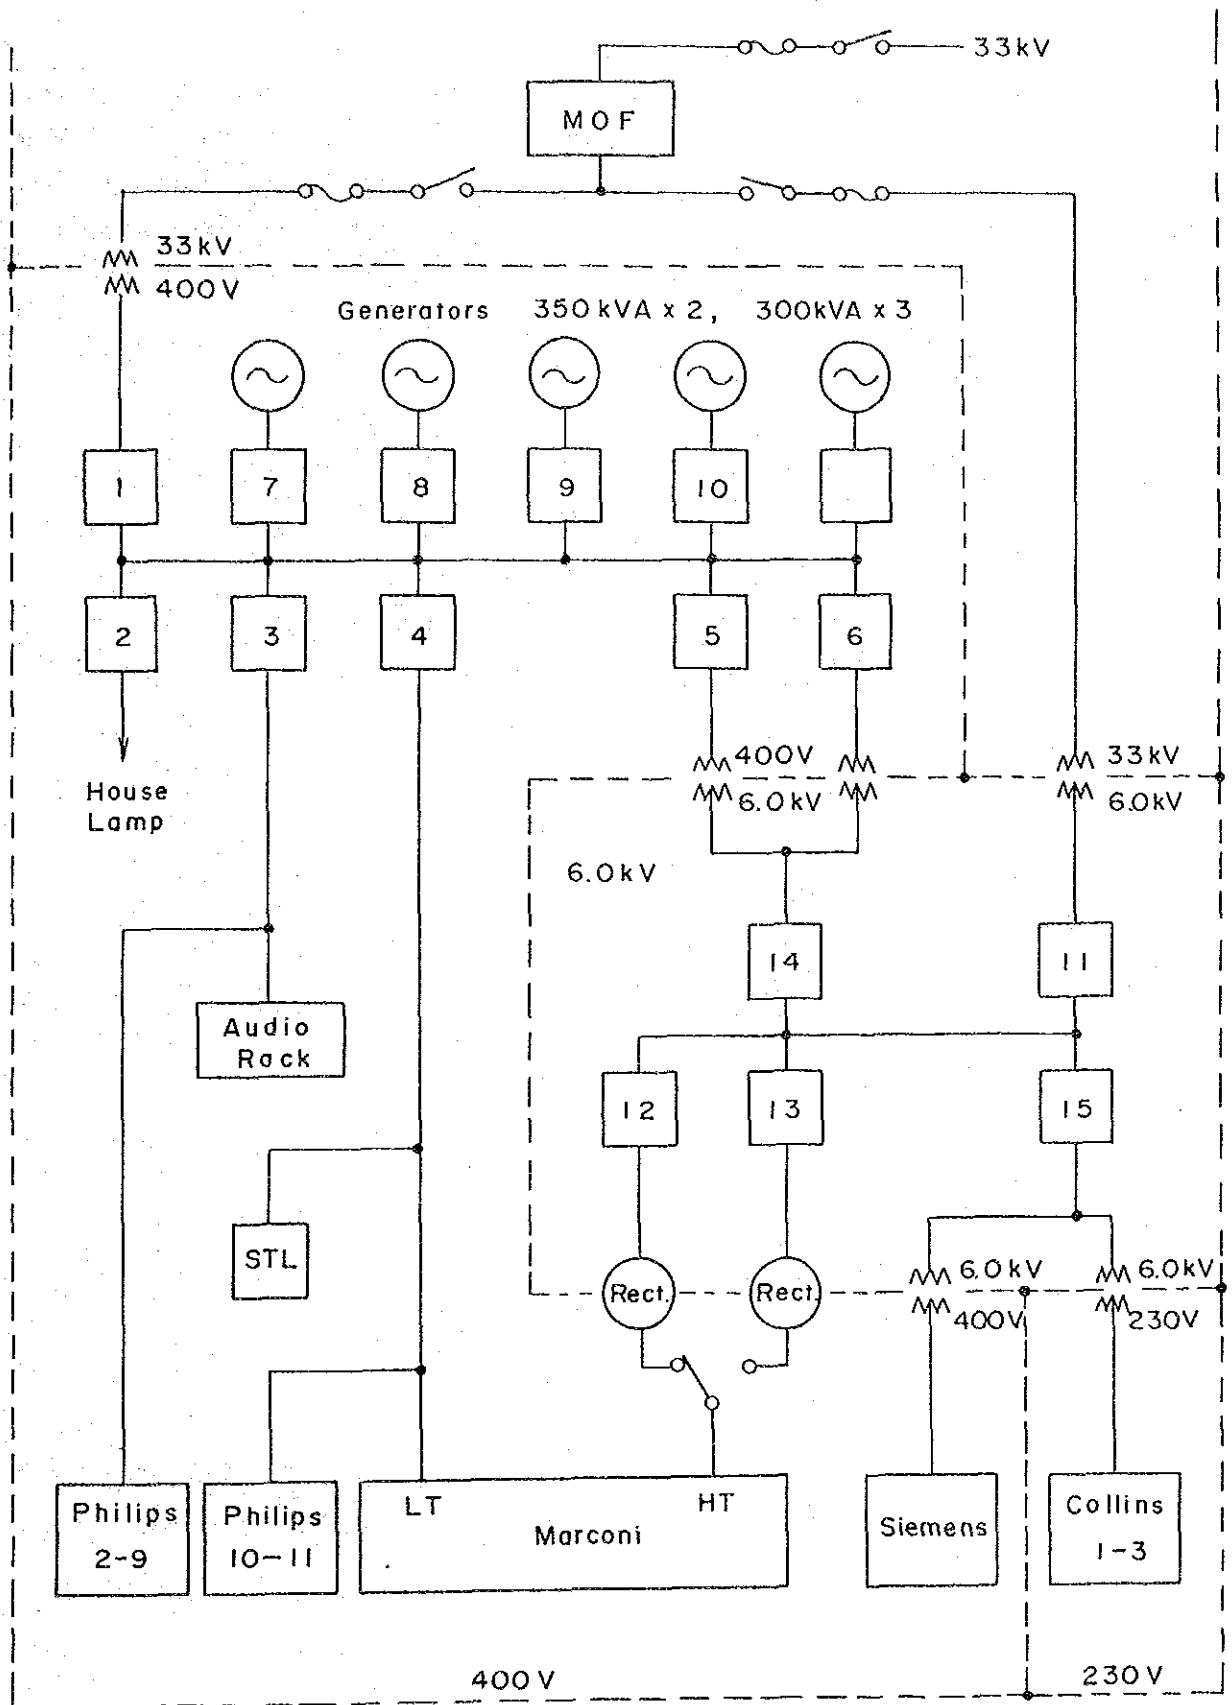 33kV
MOF
33kV
400V
Generators 350kVA x 2, 300kVA x 3
1
7
8
9
10
2
3
4
5
6
House
Lamp
400V
6.0kV
33kV
6.0kV
6.0kV
14
11
Audio
Rack
12
13
15
STL
Rect.
Rect.
6.0kV
400V
6.0kV
230V
LT
HT
Marconi
Philips
2-9
Philips
10-11
Siemens
Collins
1-3
400V
230V